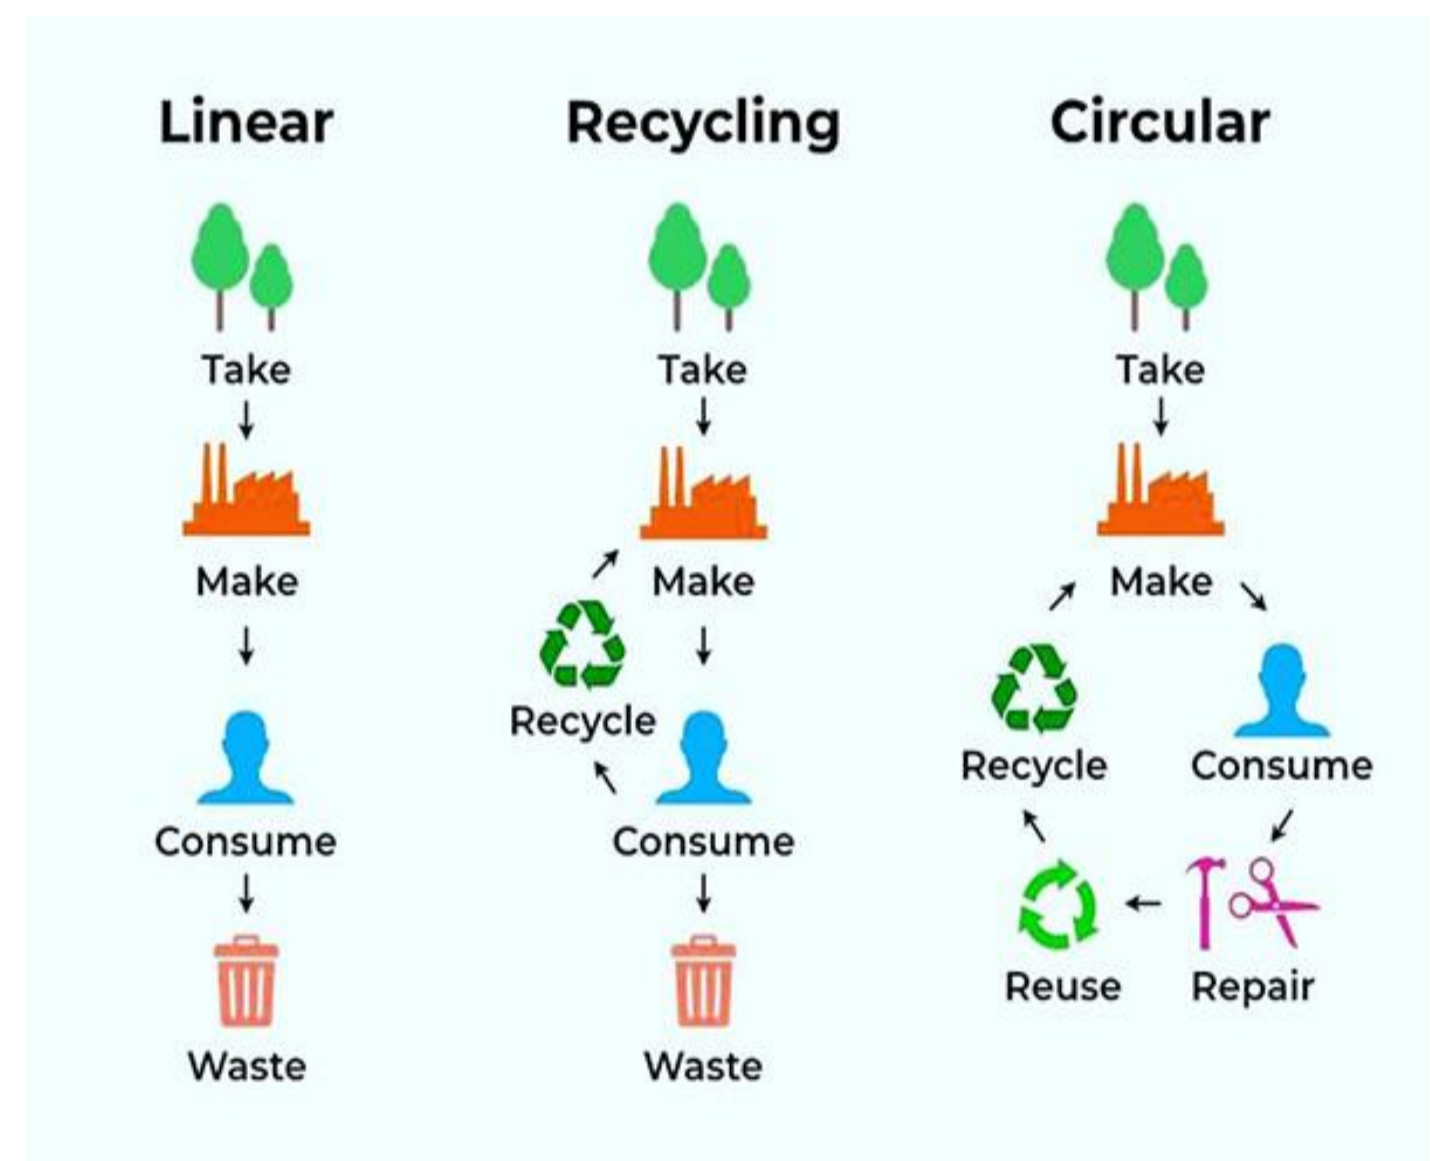 Linear
Take
Make
Consume
Waste
Recycling
Take
Make
Recycle
Consume
Waste
Circular
Take
Make
Recycle
Consume
Reuse
Repair